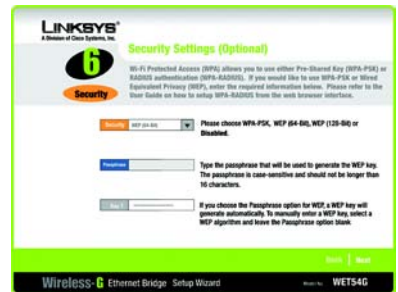 LINKSYS®
A Division of Cisco Systems, Inc.
6
Security
Security Settings (Optional)
Wi-Fi Protected Access (WPA) allows you to use either Pre-Shared Key (WPA-PSK) or
RADIUS authentication (WPA-RADIUS). If you would like to use WPA-PSK or Wired
Equivalent Privacy (WEP), enter the required information below. Please refer to the
User Guide on how to setup WPA-RADIUS from the web browser interface.
Security WEP (64-Bit) Please choose WPA-PSK, WEP (64-Bit), WEP (128-Bit) or
Disabled.
Passphrase Type the passphrase that will be used to generate the WEP key.
The passphrase is case-sensitive and should not be longer than
16 characters.
Key 1 If you choose the Passphrase option for WEP, a WEP key will
generate automatically. To manually enter a WEP key, select a
WEP algorithm and leave the Passphrase option blank
Back Next
Wireless-G Ethernet Bridge Setup Wizard Model No. WET54G